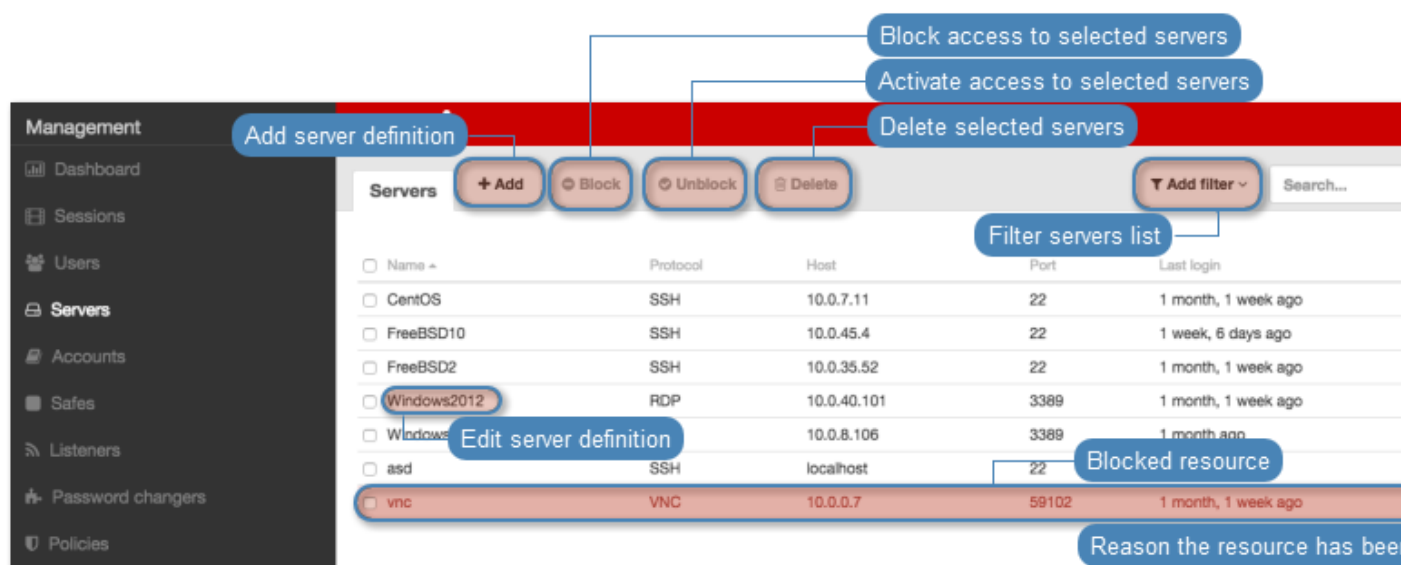 Block access to selected servers
Activate access to selected servers
Management
Add server definition
Delete selected servers
Dashboard
Servers
+ Add
Block
Unblock
Delete
Add filter
Search...
Sessions
Filter servers list
Users
Name
Protocol
Host
Port
Last login
Servers
CentOS SSH 10.0.7.11 22 1 month, 1 week ago
FreeBSD10 SSH 10.0.45.4 22 1 week, 6 days ago
Accounts
FreeBSD2 SSH 10.0.35.52 22 1 month, 1 week ago
Safes
Windows2012 RDP 10.0.40.101 3389 1 month, 1 week ago
Windows 10.0.8.106 3389 1 month ago
Edit server definition
Listeners
Blocked resource
asd SSH localhost 22
Password changers
vnc VNC 10.0.0.7 59102 1 month, 1 week ago
Policies
Reason the resource has been